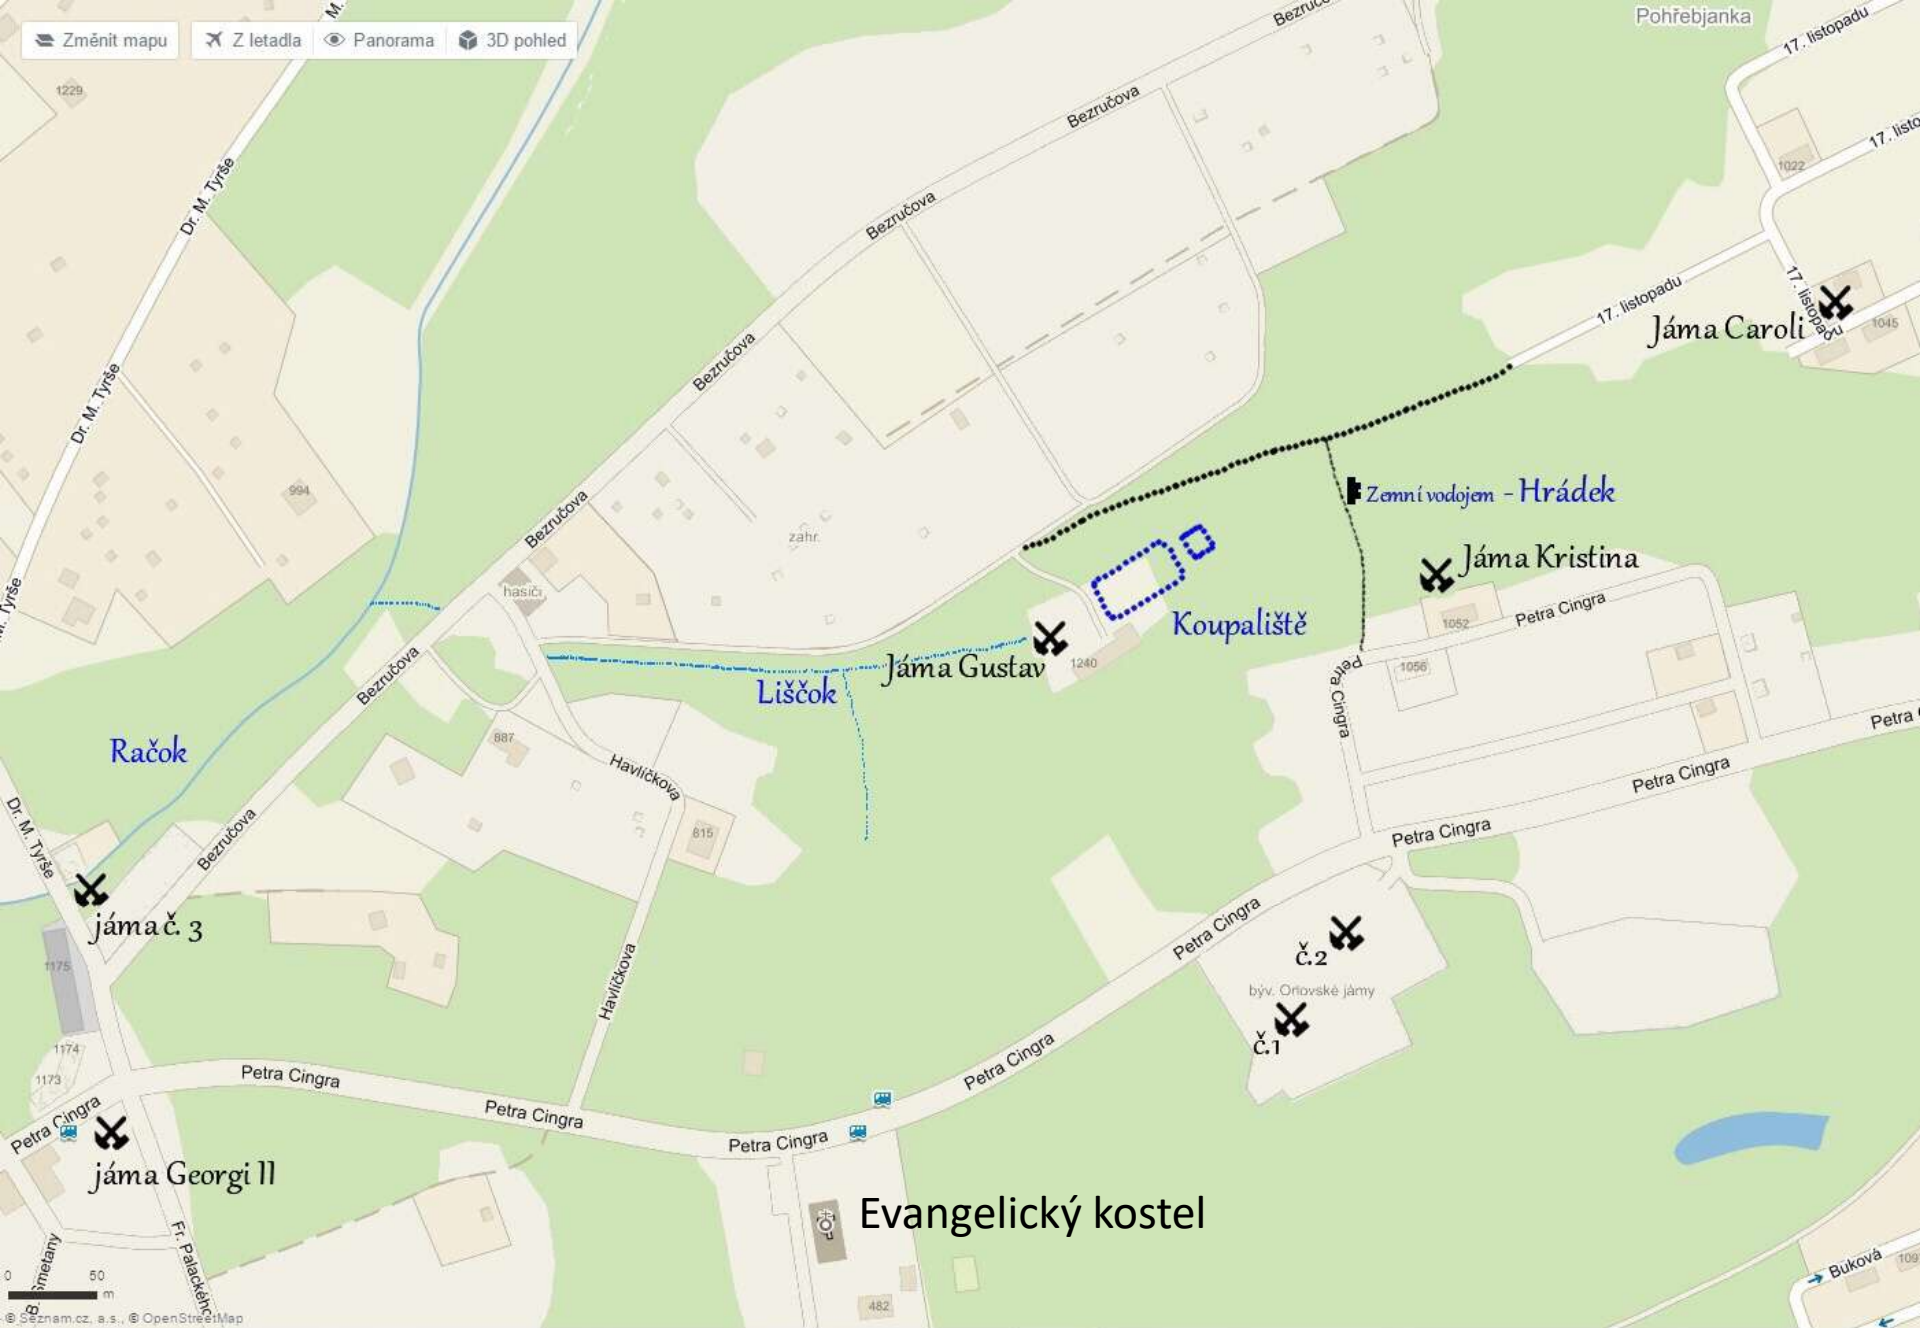 Pohřebjanka
Změnit mapu
Z letadla
Panorama
3D pohled
M.
Bezruč
17. listopadu
1229
Bezručova
17. listo
1022
Dr. M. Tyrše
Bezručova
17. listopadu
17. listopadu
Jáma Caroli
1045
Bezručova
Dr. M. Tyrše
994
Zemní vodojem - Hrádek
Bezručova
zahr.
Jáma Kristina
hasiči
M. Tyrše
Petra Cingra
1052
Koupaliště
Jáma Gustav
1240
1056
Petra Cingra
Bezručova
Liščok
Petra
Račok
887
Havlíčkova
Petra Cingra
Dr. M. Tyrše
Bezručova
815
Petra Cingra
jáma č. 3
Petra Cingra
č.2
1175
Havlíčkova
býv. Orlovské jámy
č.1
1174
1173
Petra Cingra
Petra Cingra
Petra Cingra
Petra Cingra
Petra Cingra
jáma Georgi II
Evangelický kostel
Fr. Palackého
B. Smetany
Buková
109
0 50
m
482
© Seznam.cz, a.s., © OpenStreetMap